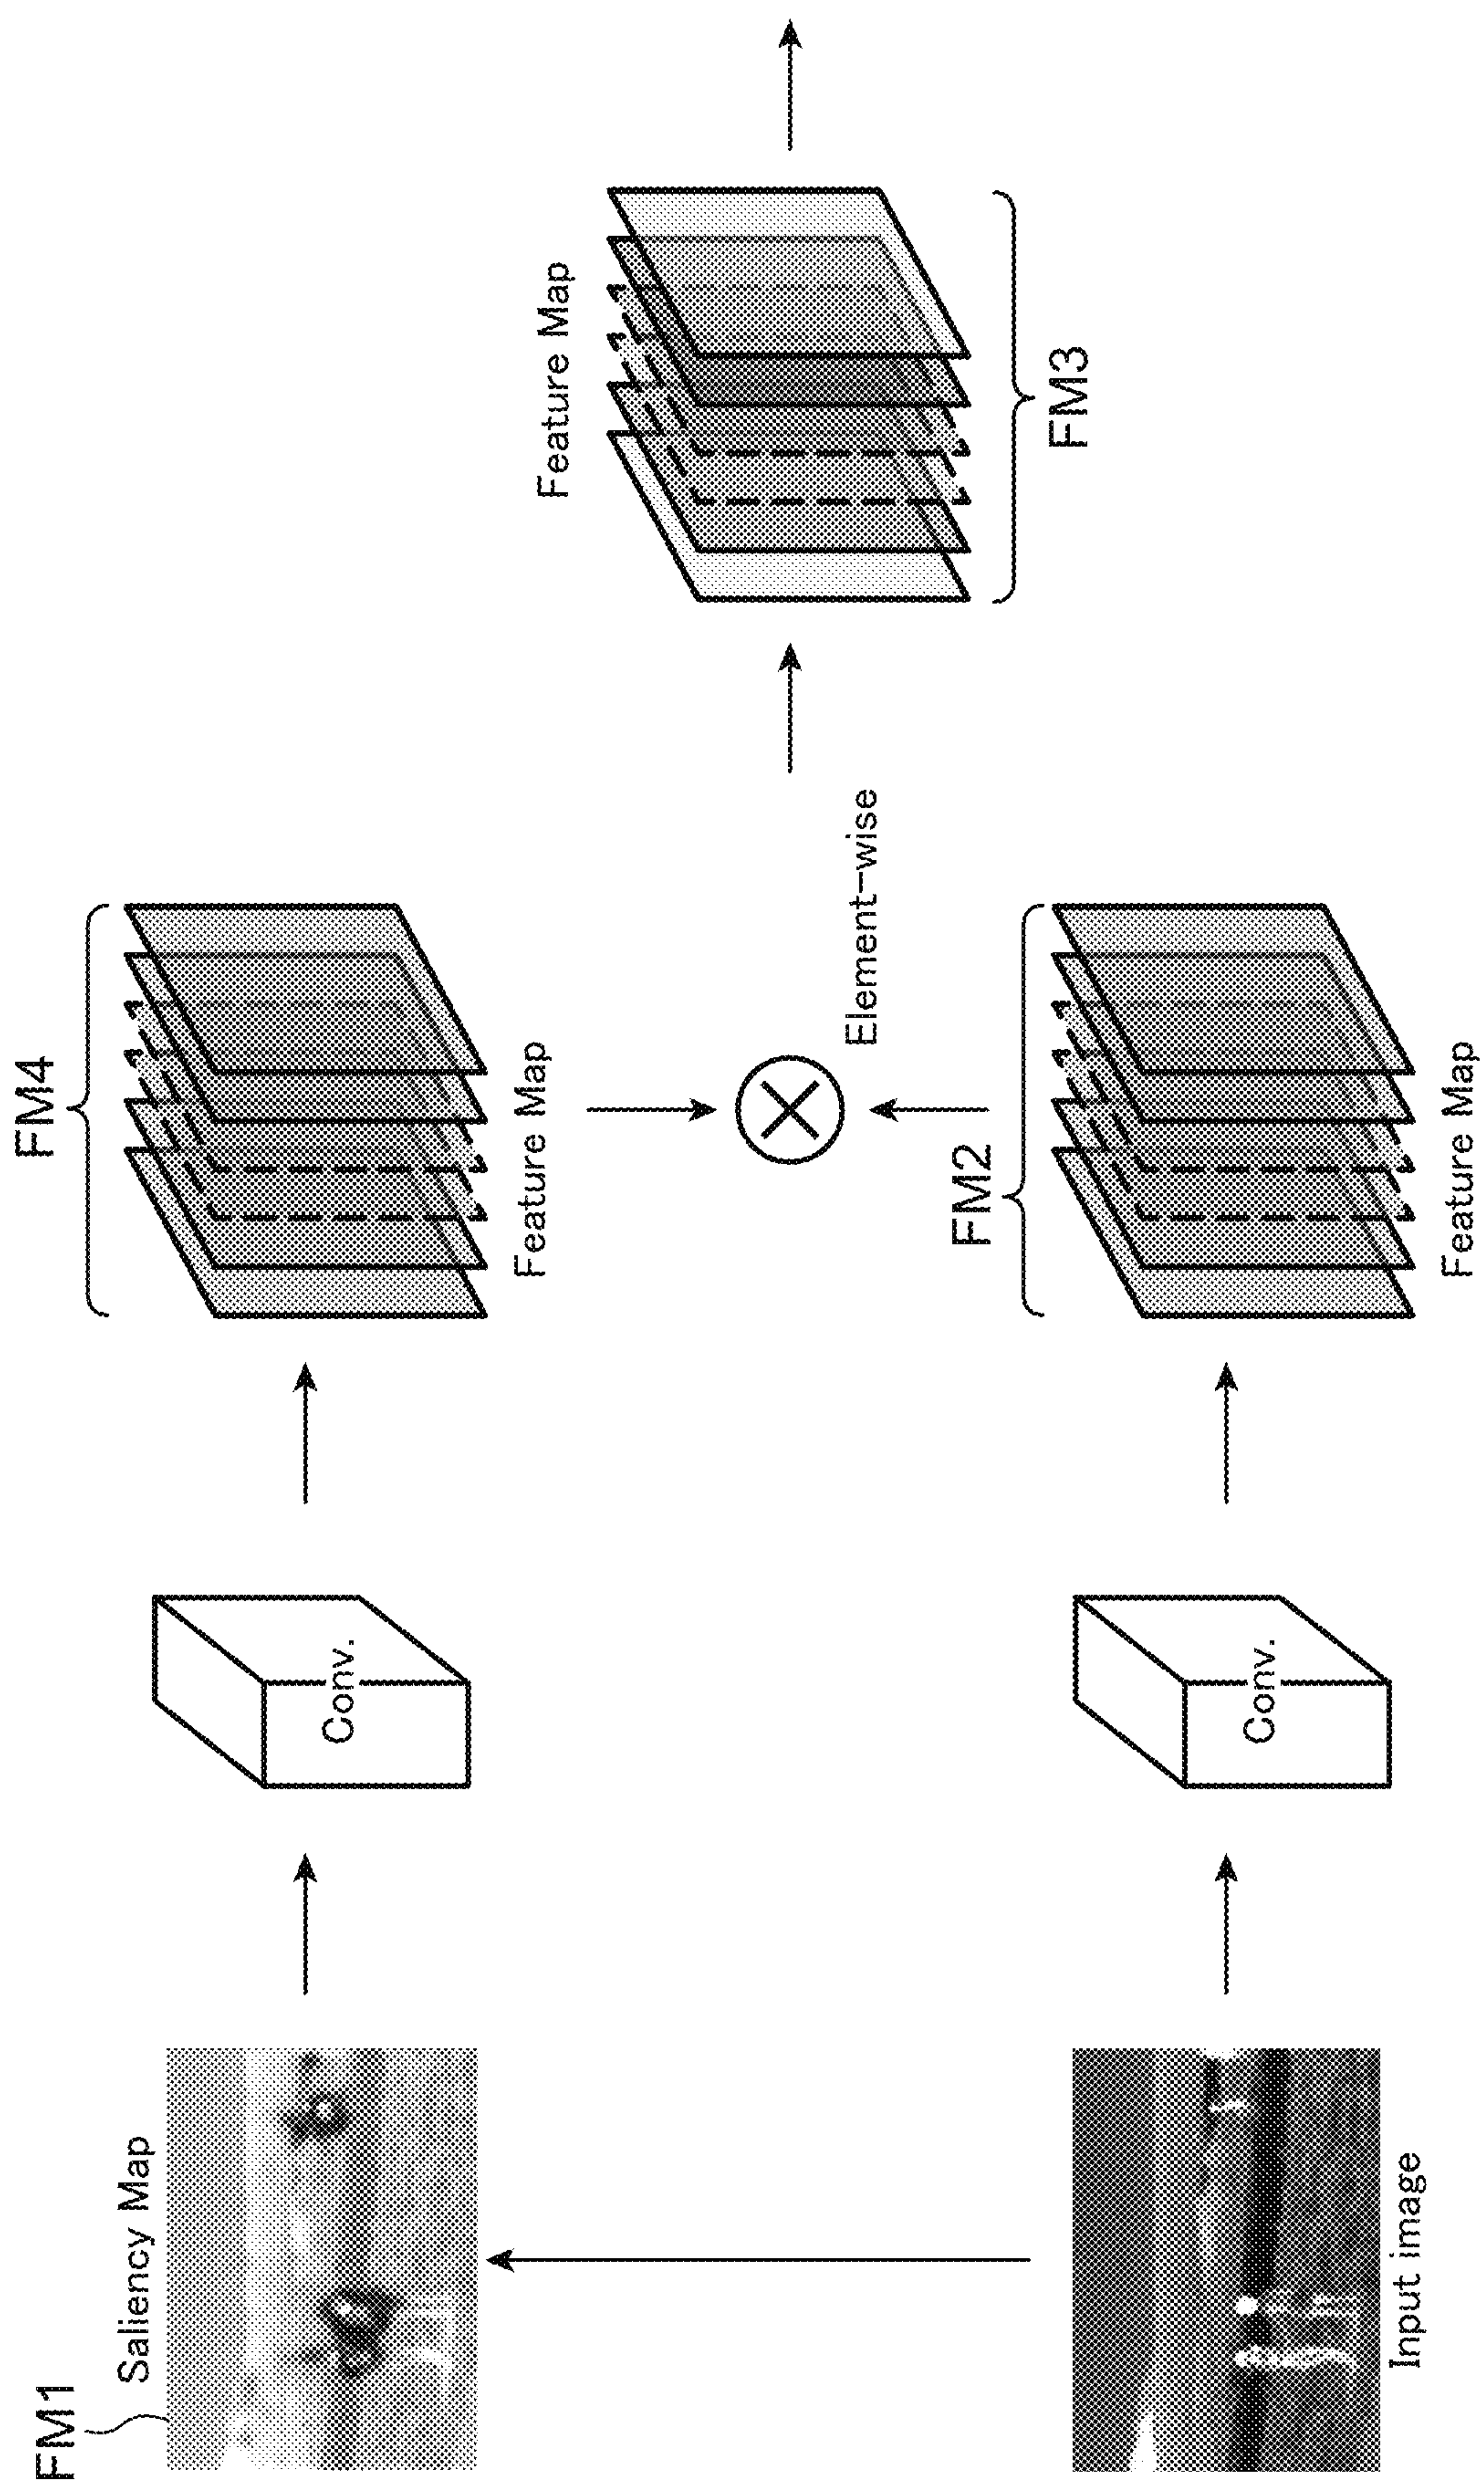 FM1
Saliency Map
Conv.
FM4
Feature Map
Element-wise
Feature Map
FM3
FM2
Conv.
Feature Map
Input image